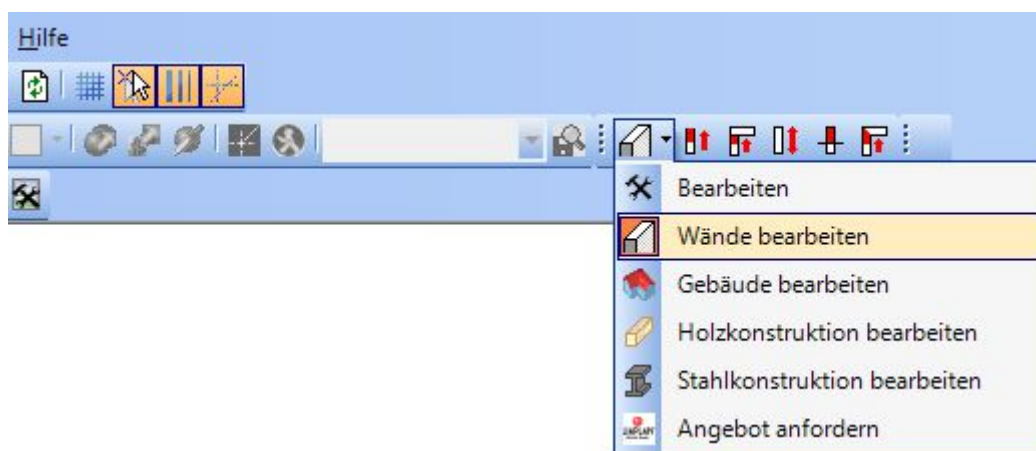 Hilfe
Bearbeiten
Wände bearbeiten
Gebäude bearbeiten
Holzkonstruktion bearbeiten
Stahlkonstruktion bearbeiten
Angebot anfordern